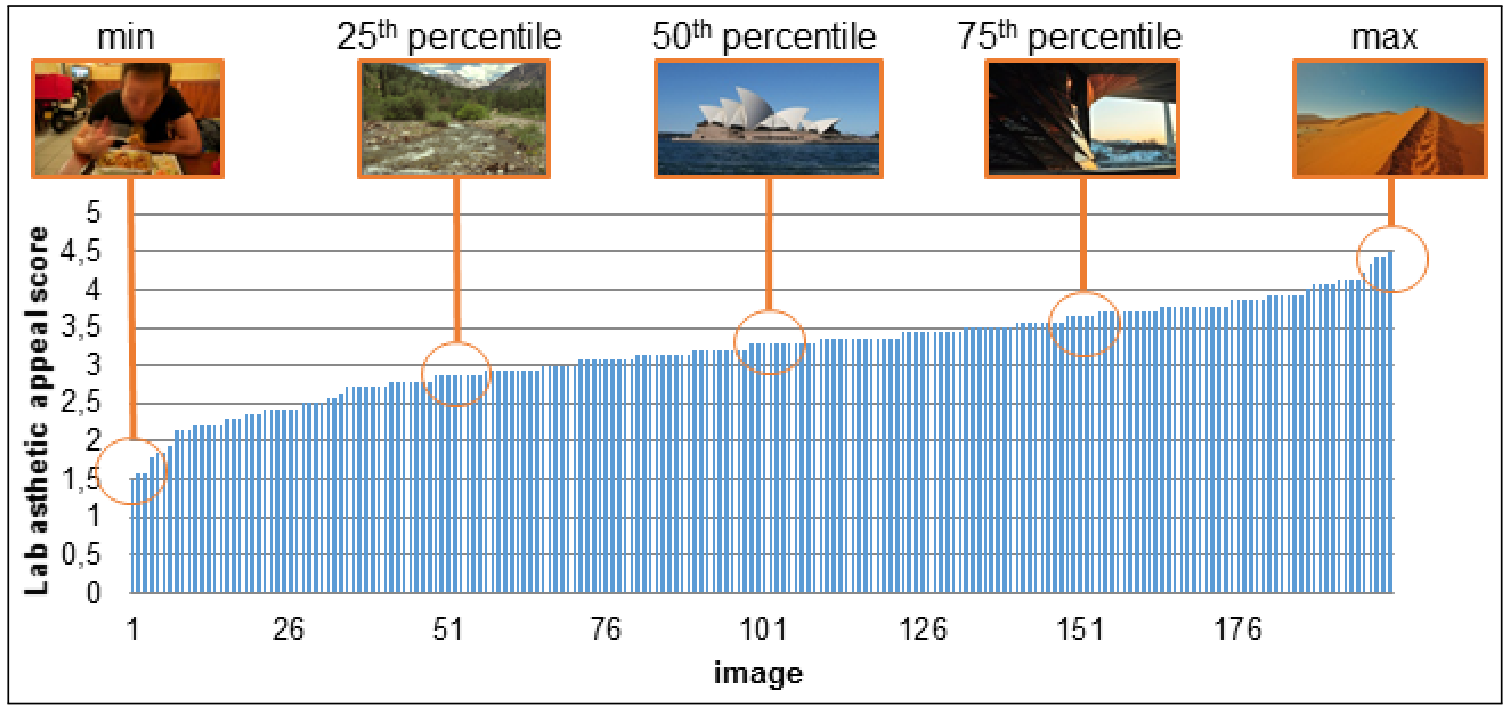 min 25th percentile 50th percentile 75th percentile max
Lab asthetic appeal score
5
4,5
4
3,5
3
2,5
2
1,5
1
0,5
0
1 26 51 76 101 126 151 176
image